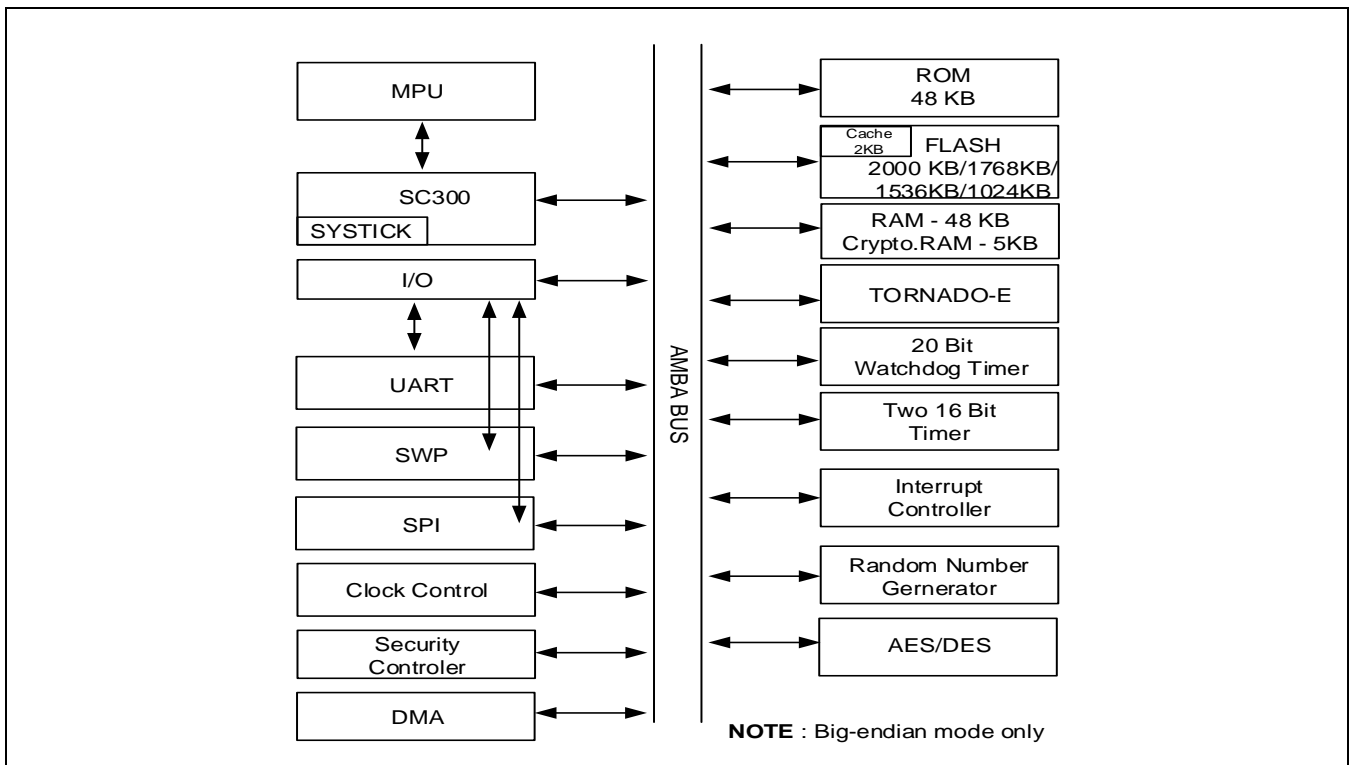 MPU
SC300
SYSTICK
I/O
UART
SWP
SPI
Clock Control
Security
Controler
DMA
AMBA BUS
ROM
48 KB
Cache
2KB
FLASH
2000 KB/1768KB/
1536KB/1024KB
RAM - 48 KB
Crypto.RAM - 5KB
TORNADO-E
20 Bit
Watchdog Timer
Two 16 Bit
Timer
Interrupt
Controller
Random Number
Gernerator
AES/DES
NOTE : Big-endian mode only